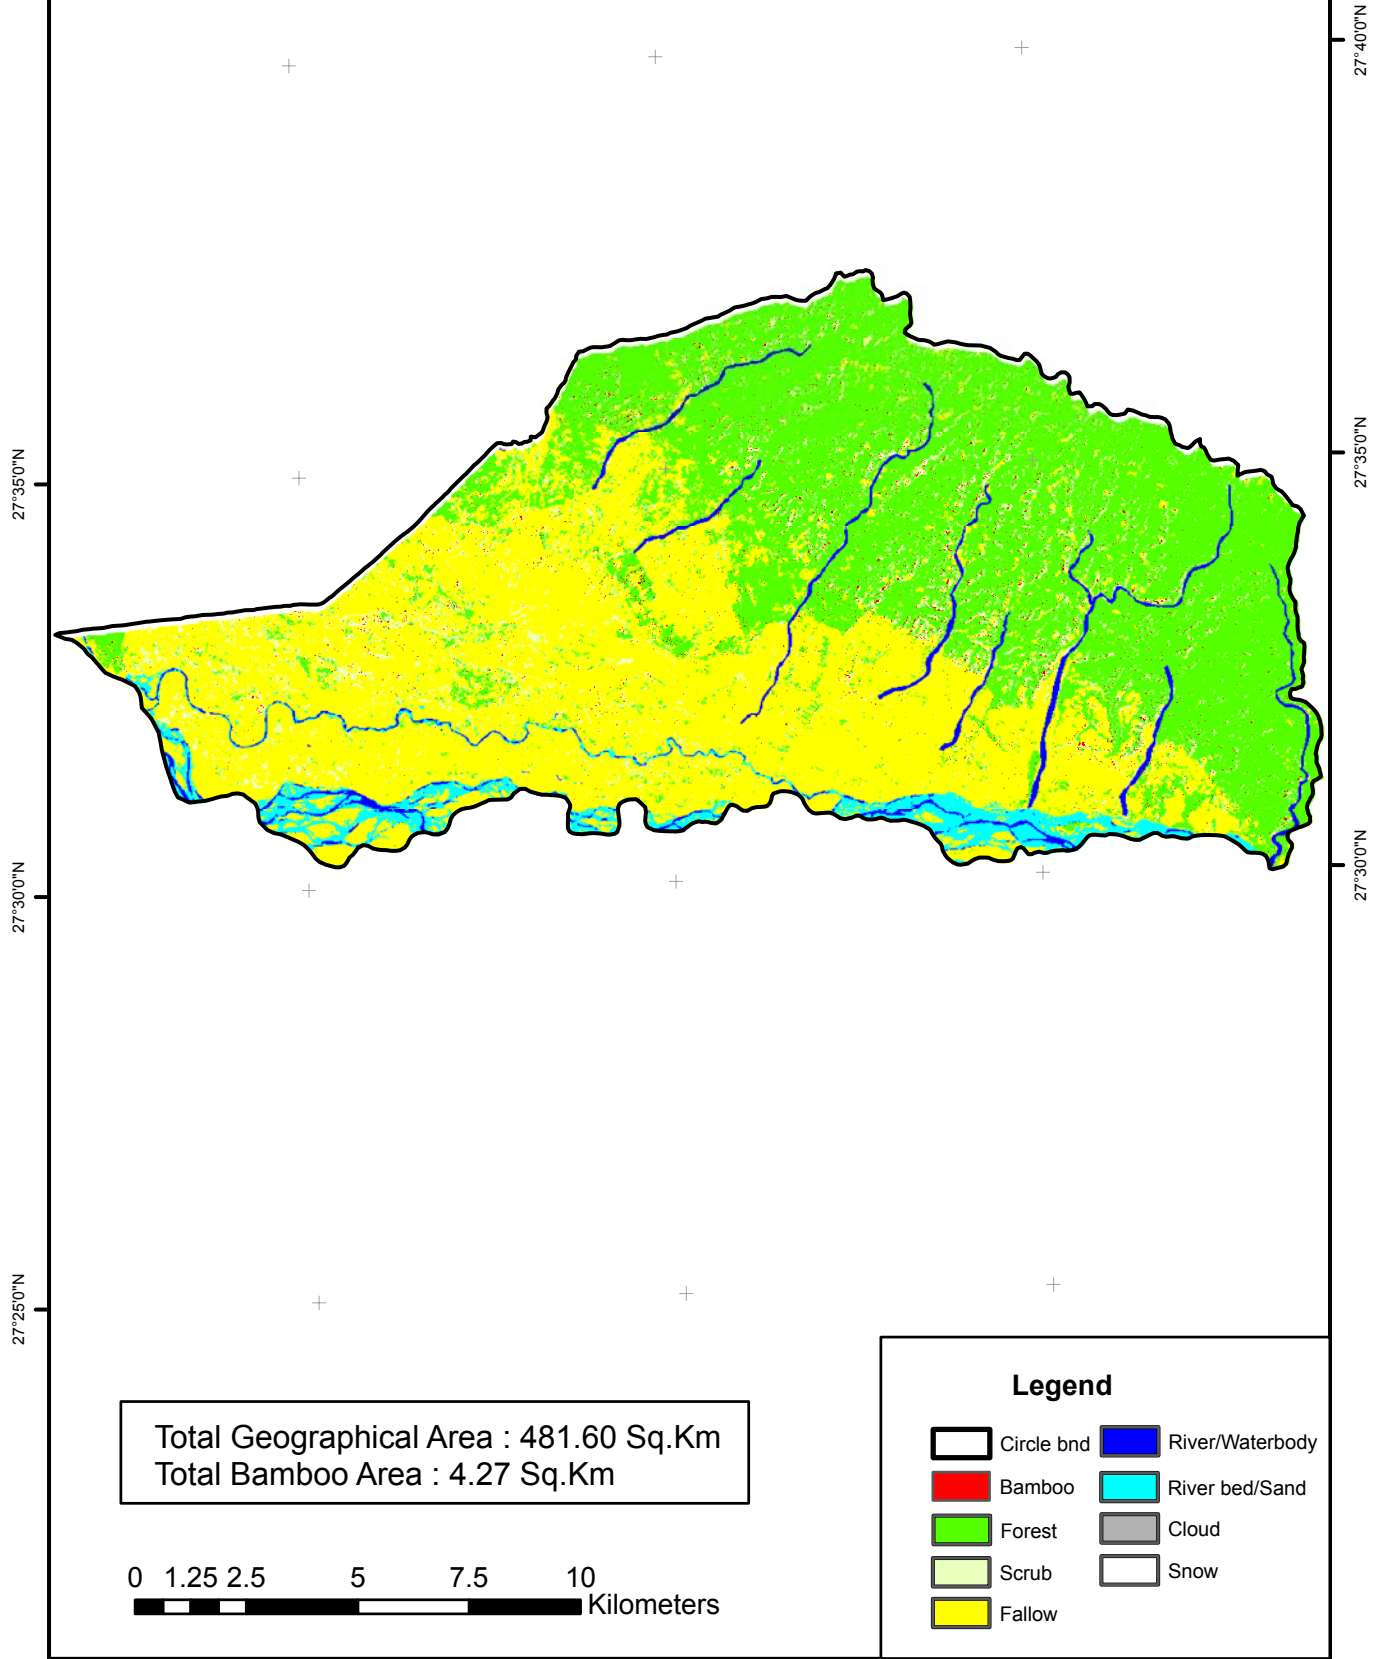 27°40'0"N
27°35'0"N
27°35'0"N
27°30'0"N
27°30'0"N
27°25'0"N
Total Geographical Area : 481.60 Sq.Km
Total Bamboo Area : 4.27 Sq.Km
0 1.25 2.5 5 7.5 10
Kilometers
Legend
Circle bnd
Bamboo
Forest
Scrub
Fallow
River/Waterbody
River bed/Sand
Cloud
Snow